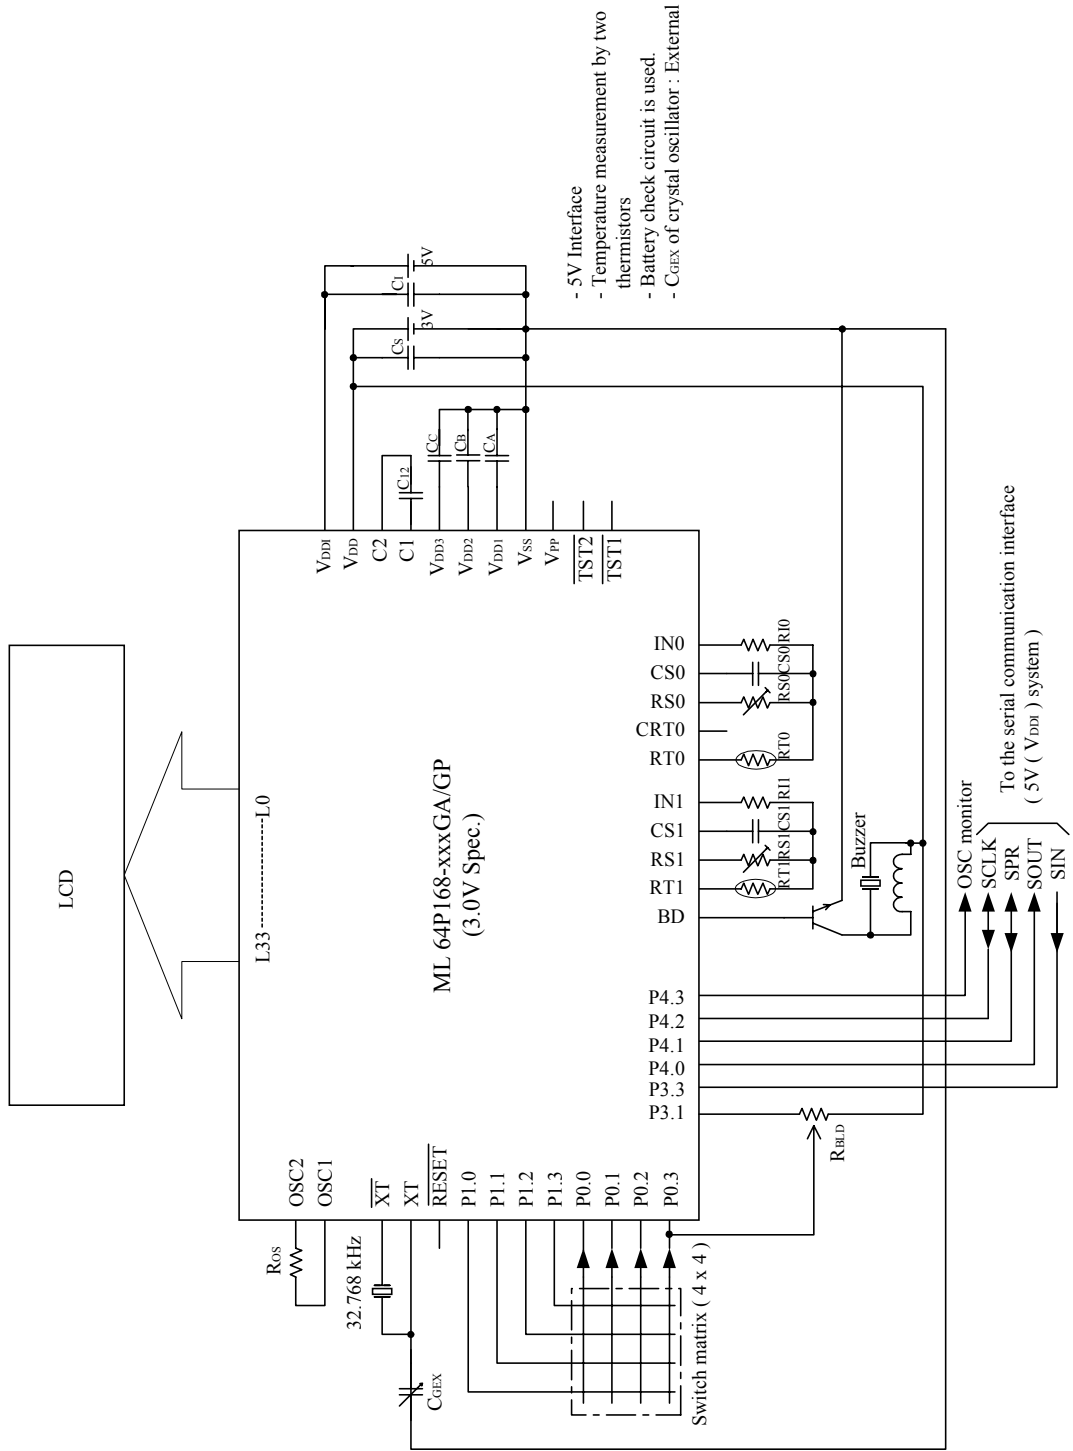 LCD
L33
L0
ML 64P168-xxxGA/GP
(3.0V Spec.)
OSC2
OSC1
XT
XT
RESET
P1.0
P1.1
P1.2
P1.3
P0.0
P0.1
P0.2
P0.3
ROS
32.768 kHz
CGEX
Switch matrix ( 4 x 4 )
VDDI
VDD
C2
C1
VDD3
VDD2
VDD1
VSS
VPP
TST2
TST1
C12
CC
CB
CA
CS
3V
CI
5V
P3.1
P3.3
P4.0
P4.1
P4.2
P4.3
BD
RT1
RS1
CS1
IN1
RT0
CRT0
RS0
CS0
IN0
RT1
RS1
CS1
RI1
RT0
RS0
CS0
RI0
RBLD
Buzzer
OSC monitor
SCLK
SPR
SOUT
SIN
To the serial communication interface
( 5V ( VDDI ) system )
- 5V Interface
- Temperature measurement by two
thermistors
- Battery check circuit is used.
- CGEX of crystal oscillator : External